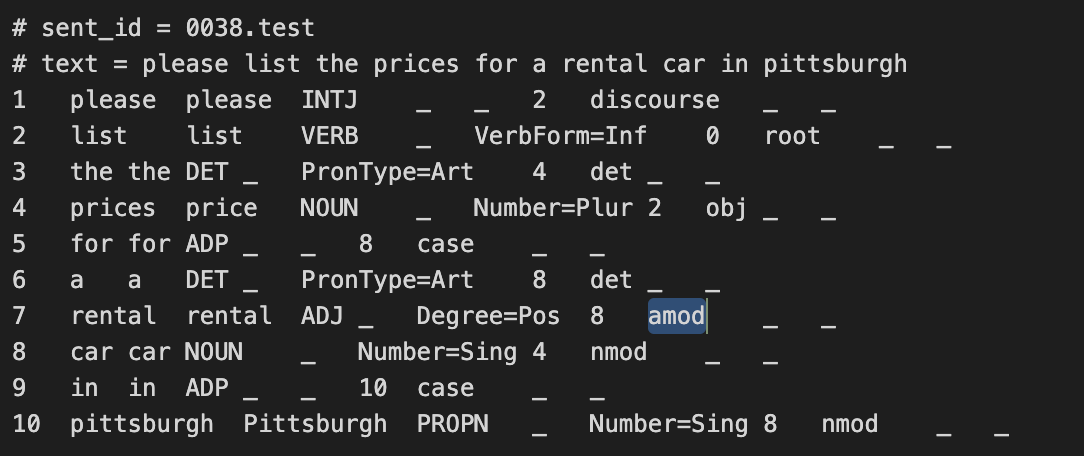 # sent_id = 0038.test
# text = please list the prices for a rental car in pittsburgh
1 please please INTJ _ _ 2 discourse _ _
2 list list VERB _ VerbForm=Inf 0 root _ _
3 the the DET _ PronType=Art 4 det _ _
4 prices price NOUN _ Number=Plur 2 obj _ _
5 for for ADP _ _ 8 case _ _
6 a a DET _ PronType=Art 8 det _ _
7 rental rental ADJ _ Degree=Pos 8 amod _ _
8 car car NOUN _ Number=Sing 4 nmod _ _
9 in in ADP _ _ 10 case _ _
10 pittsburgh Pittsburgh PROPN _ Number=Sing 8 nmod _ _